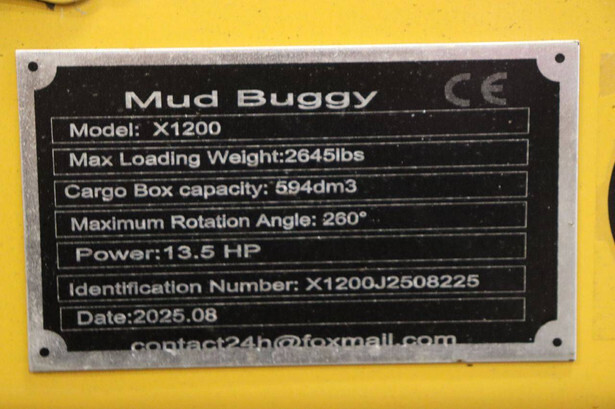 Mud Buggy CE
Model: X1200
Max Loading Weight:2645lbs
Cargo Box capacity: 594dm3
Maximum Rotation Angle: 260°
Power:13.5 HP
Identification Number: X1200J2508225
Date:2025.08
contact24h@foxmail.com